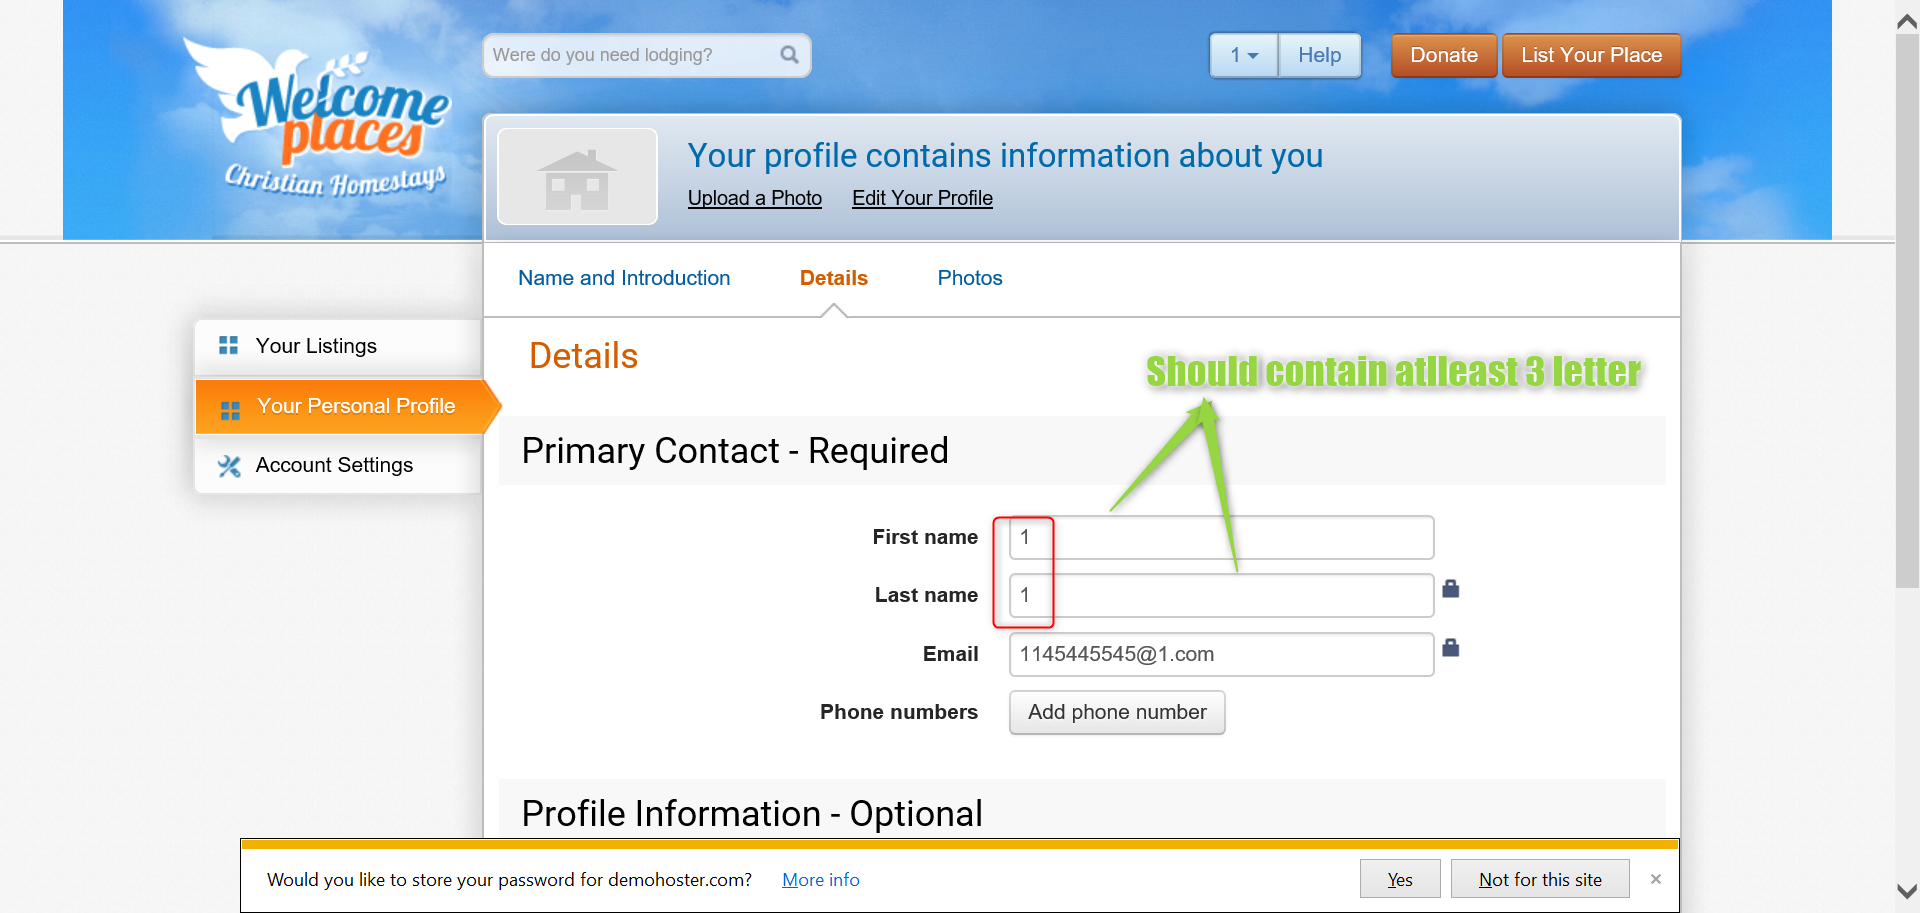 Welcome
places
Christian Homestays
Were do you need lodging?
1
Help
Donate
List Your Place
Your profile contains information about you
Upload a Photo
Edit Your Profile
Name and Introduction
Details
Photos
Your Listings
Your Personal Profile
Account Settings
Details
Should contain atlleast 3 letter
Primary Contact - Required
First name
1
Last name
1
Email
1145445545@1.com
Phone numbers
Add phone number
Profile Information - Optional
Would you like to store your password for demohoster.com?
More info
Yes
Not for this site
×